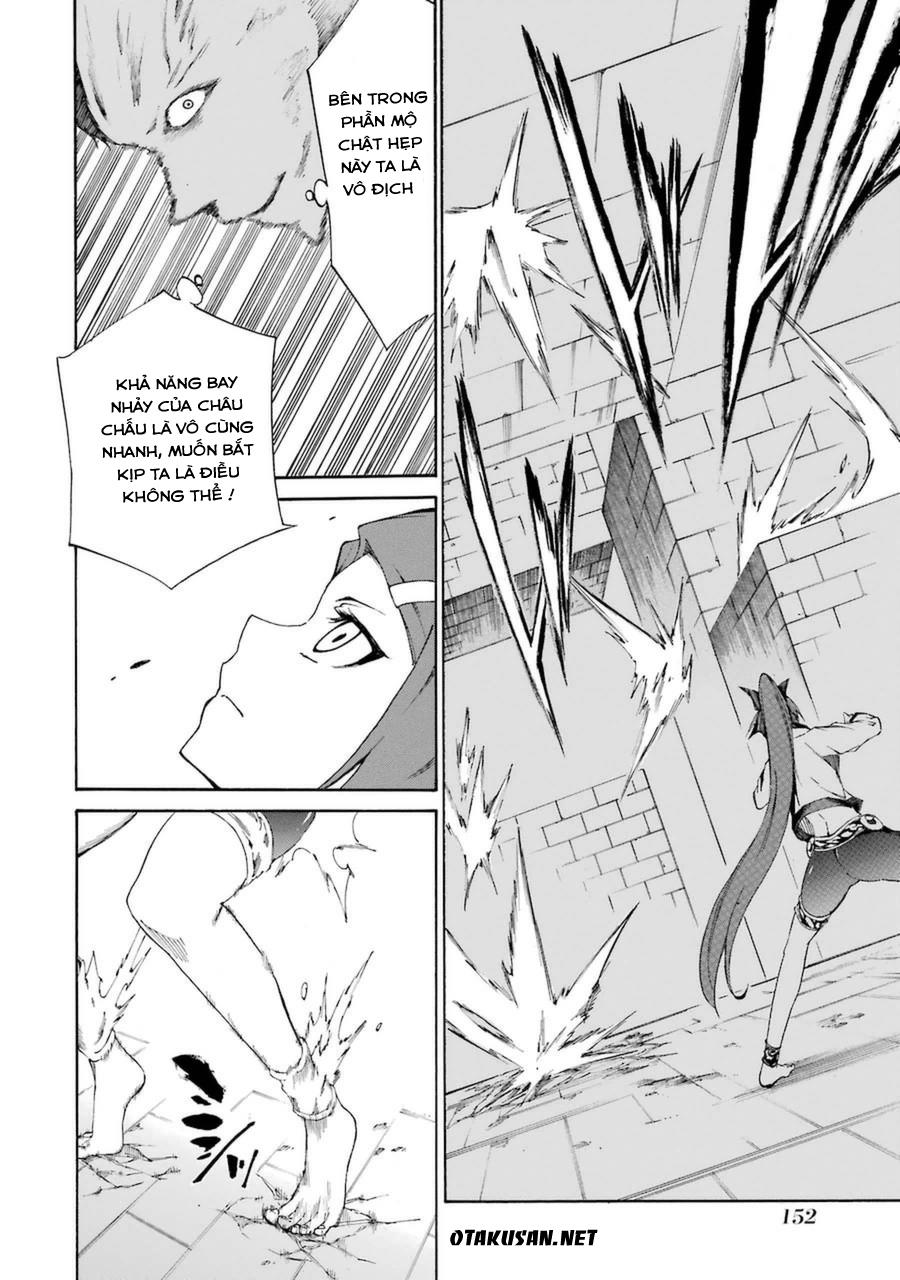 BÊN TRONG
PHẦN MỘ
CHẬT HẸP
NÀY TA LÀ
VÔ ĐỊCH
KHẢ NĂNG BAY
NHẢY CỦA CHÂU
CHẤU LÀ VÔ CÙNG
NHANH, MUỐN BẮT
KỊP TA LÀ ĐIỀU
KHÔNG THỂ !
152
OTAKUSAN.NET